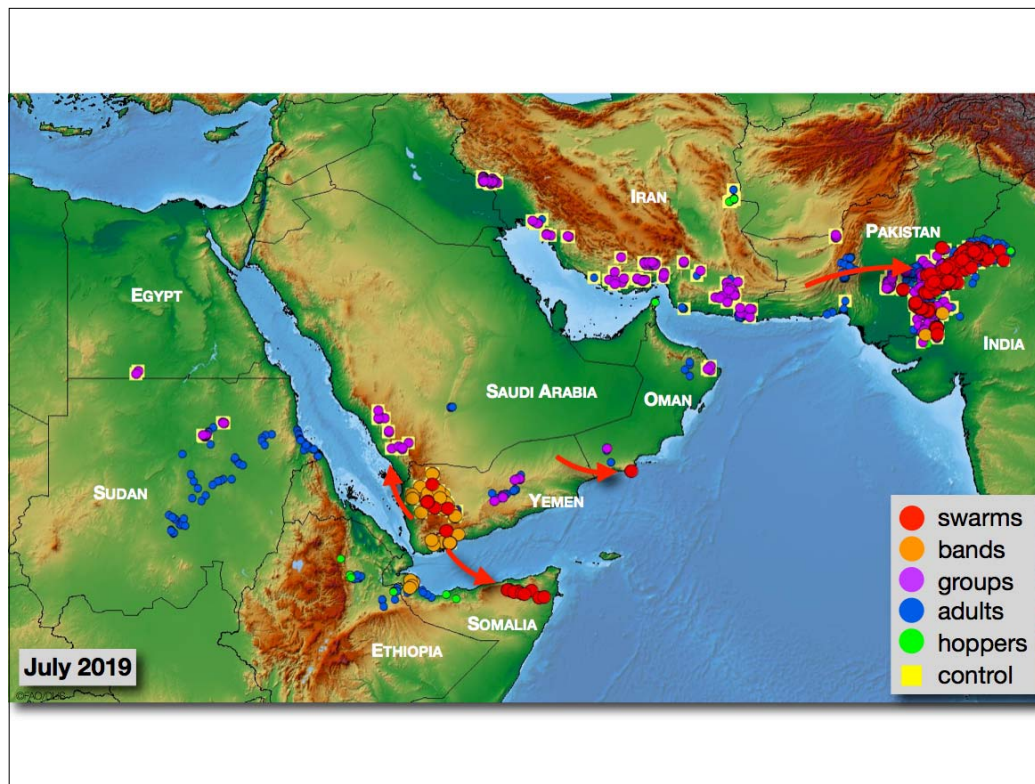 IRAN
PAKISTAN
EGYPT
INDIA
SAUDI ARABIA
OMAN
SUDAN
YEMEN
SOMALIA
ETHIOPIA
July 2019
swarms
bands
groups
adults
hoppers
control